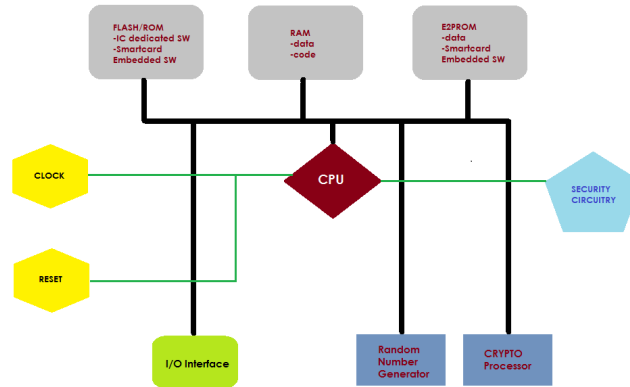 FLASH/ROM
-IC dedicated SW
-Smartcard
Embedded SW
RAM
-data
-code
E2PROM
-data
-Smartcard
Embedded SW
CLOCK
CPU
SECURITY
CIRCUITRY
RESET
I/O Interface
Random
Number
Generator
CRYPTO
Processor